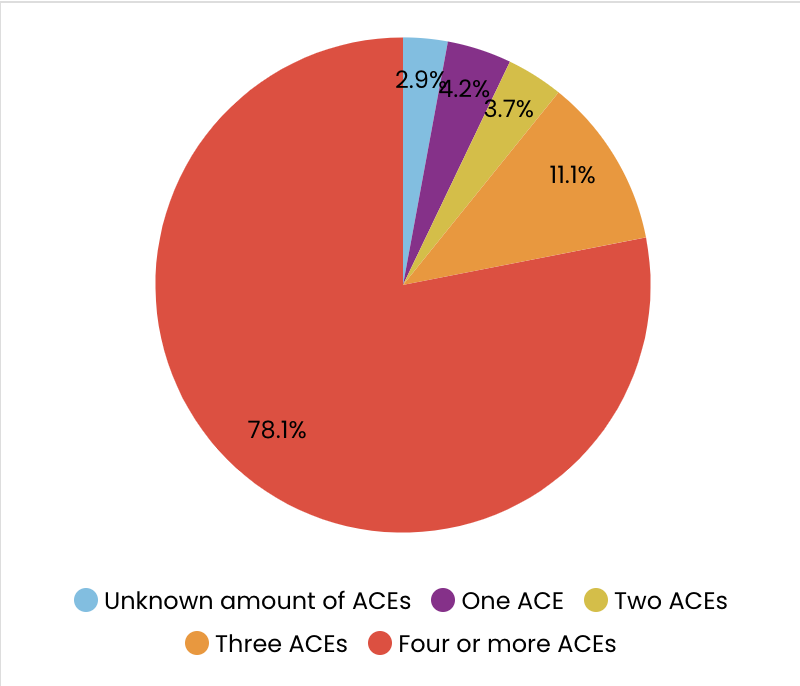 2.9%
4.2%
3.7%
11.1%
78.1%
Unknown amount of ACEs One ACE Two ACEs
Three ACEs Four or more ACEs